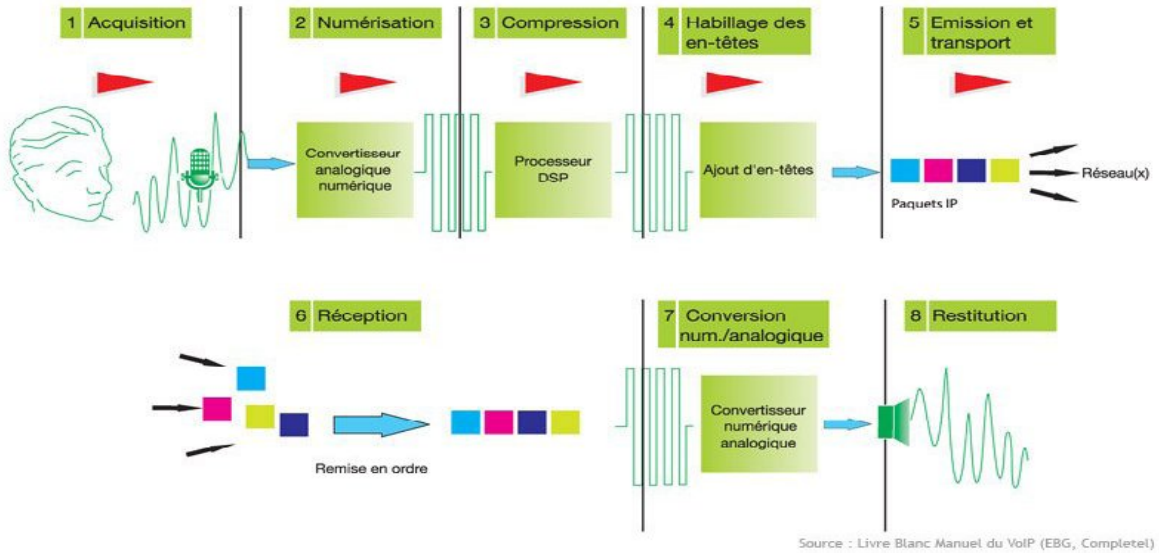 1 Acquisition
2 Numérisation
3 Compression
4 Habillage des
en-têtes
5 Emission et
transport
Convertisseur
analogique
numérique
Processeur
DSP
Ajout d'en-têtes
Paquets IP
Réseau(x)
6 Réception
Remise en ordre
7 Conversion
num./analogique
Convertisseur
numérique
analogique
8 Restitution
Source : Livre Blanc Manuel du VoIP (EBG, Completel)